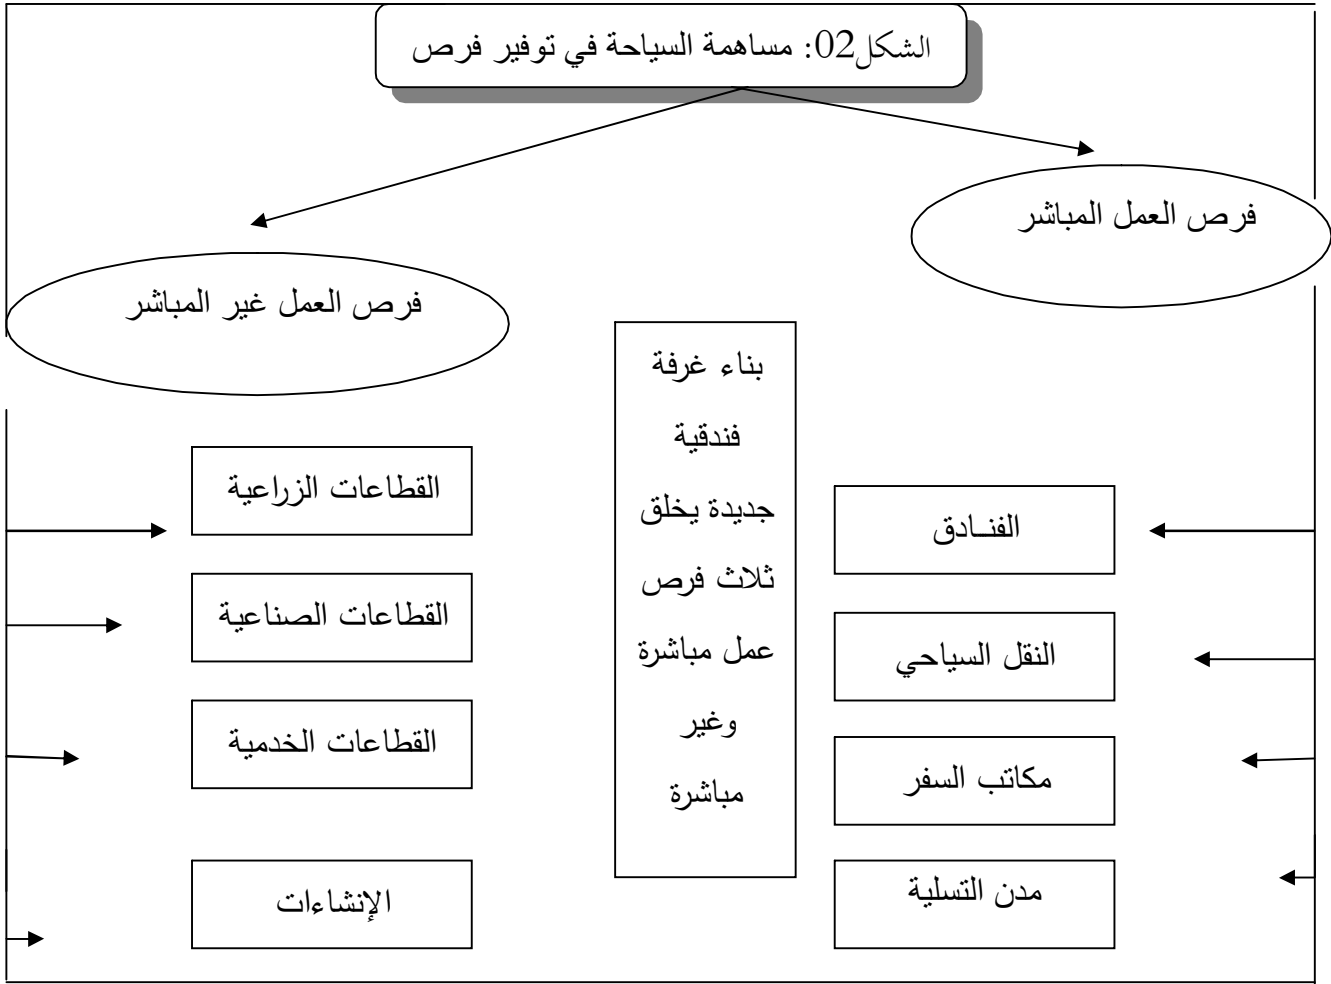 الشكل02: مساهمة السياحة في توفير فرص
فرص العمل المباشر
فرص العمل غير المباشر
بناء غرفة
فندقية
جديدة يخلق
ثلاث فرص
عمل مباشرة
وغير
مباشرة
الفنــادق
النقل السياحي
مكاتب السفر
مدن التسلية
القطاعات الزراعية
القطاعات الصناعية
القطاعات الخدمية
الإنشاءات